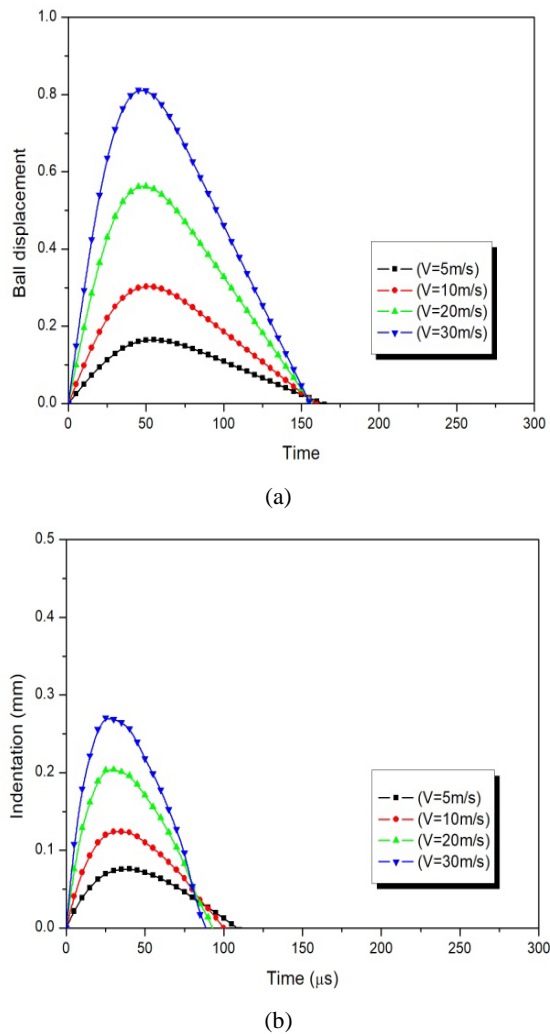 1.0
0.8
0.6
0.4
0.2
0.0
Ball displacement
(V=5m/s)
(V=10m/s)
(V=20m/s)
(V=30m/s)
0 50 100 150 200 250 300
Time
(a)
0.5
0.4
0.3
0.2
0.1
0.0
Indentation (mm)
(V=5m/s)
(V=10m/s)
(V=20m/s)
(V=30m/s)
0 50 100 150 200 250 300
Time (μs)
(b)